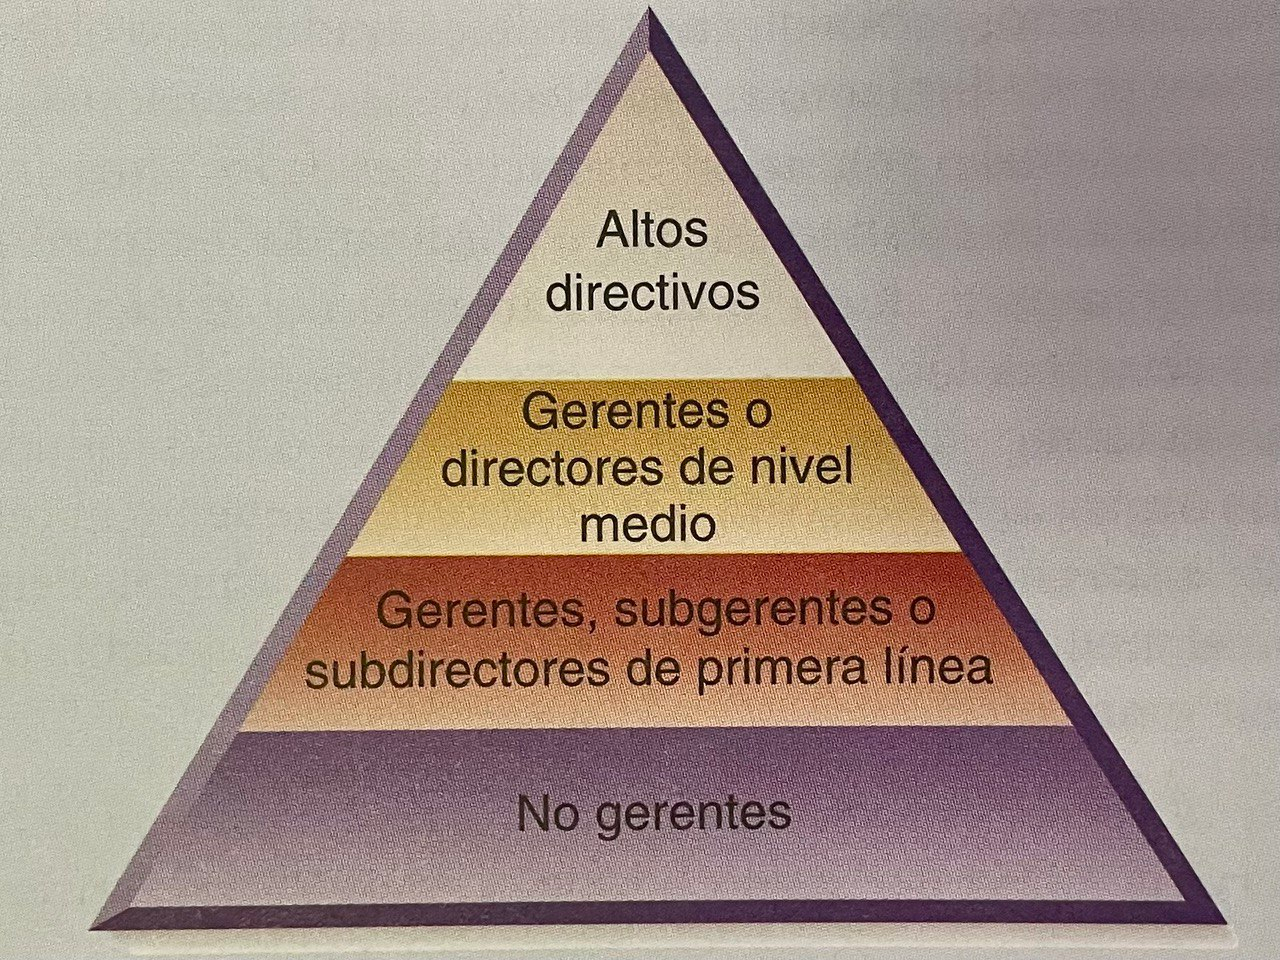 Altos
directivos
Gerentes o
directores de nivel
medio
Gerentes, subgerentes o
subdirectores de primera línea
No gerentes